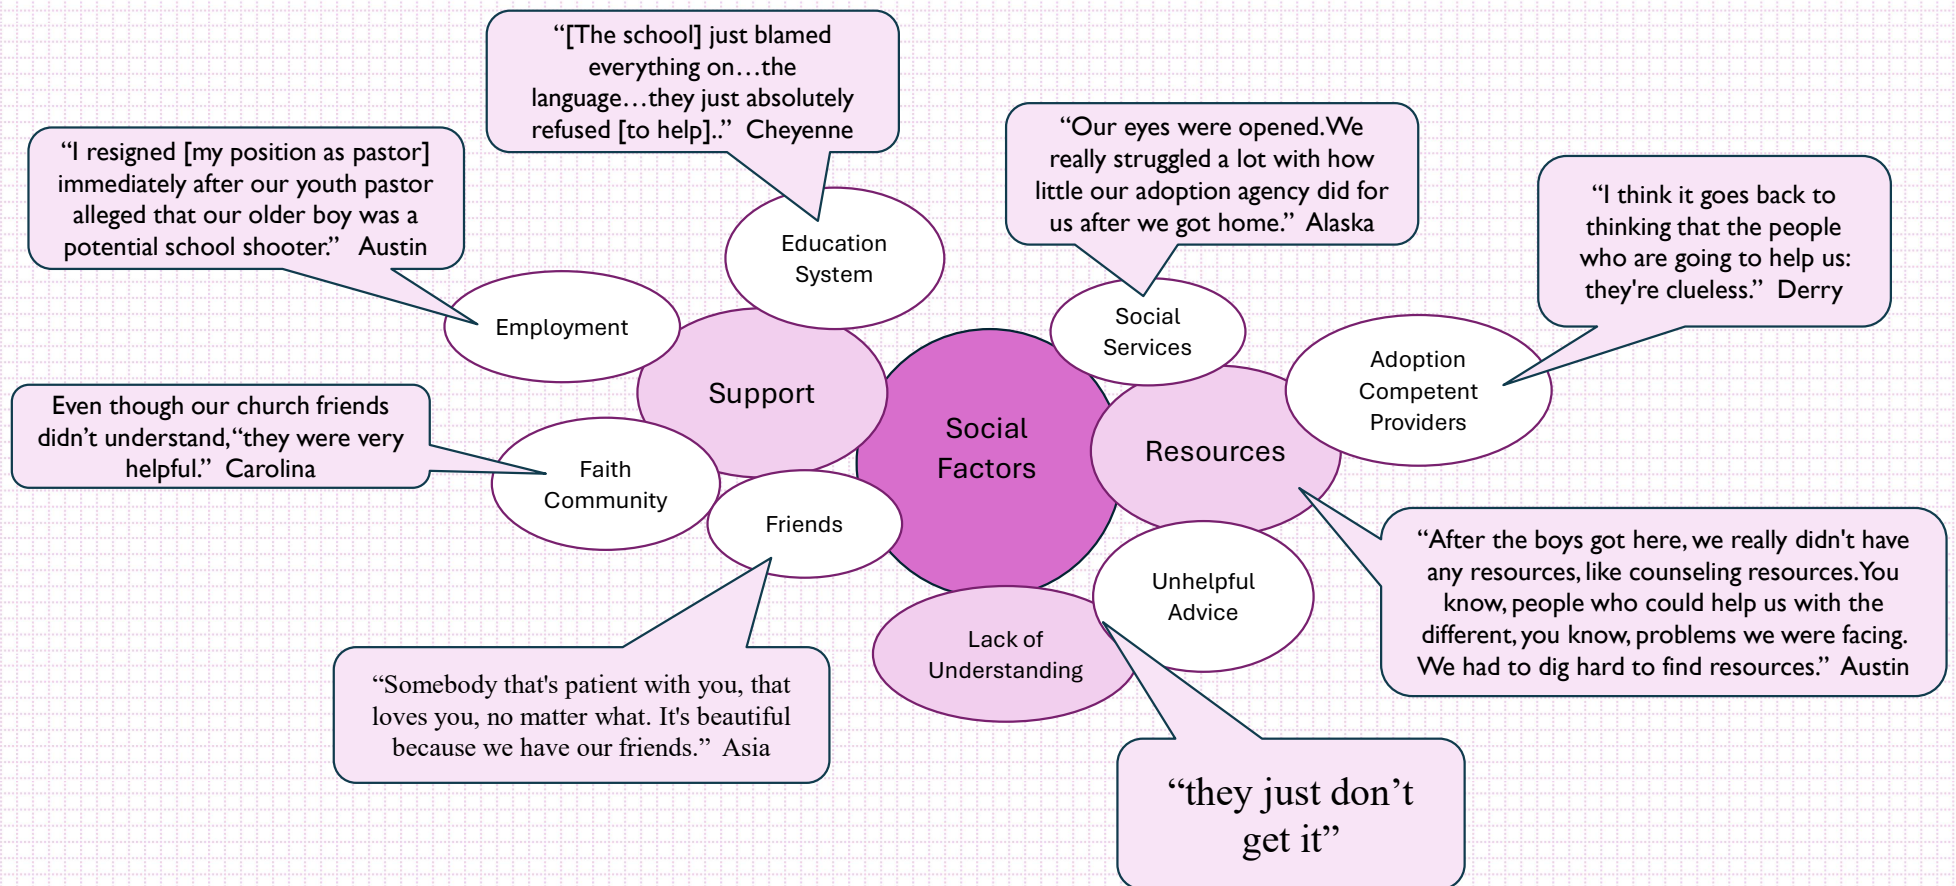 “[The school] just blamed
everything on…the
language…they just absolutely
refused [to help]..”  Cheyenne
“I resigned [my position as pastor]
immediately after our youth pastor
alleged that our older boy was a
potential school shooter.”  Austin
“Our eyes were opened. We
really struggled a lot with how
little our adoption agency did for
us after we got home.”  Alaska
“I think it goes back to
thinking that the people
who are going to help us:
they're clueless.”  Derry
Education
System
Employment
Social
Services
Adoption
Competent
Providers
Support
Social
Factors
Resources
Even though our church friends
didn’t understand, “they were very
helpful.”  Carolina
Faith
Community
Friends
Unhelpful
Advice
Lack of
Understanding
“After the boys got here, we really didn't have
any resources, like counseling resources. You
know, people who could help us with the
different, you know, problems we were facing.
We had to dig hard to find resources.”  Austin
“Somebody that's patient with you, that
loves you, no matter what. It's beautiful
because we have our friends.”  Asia
“they just don’t
get it”